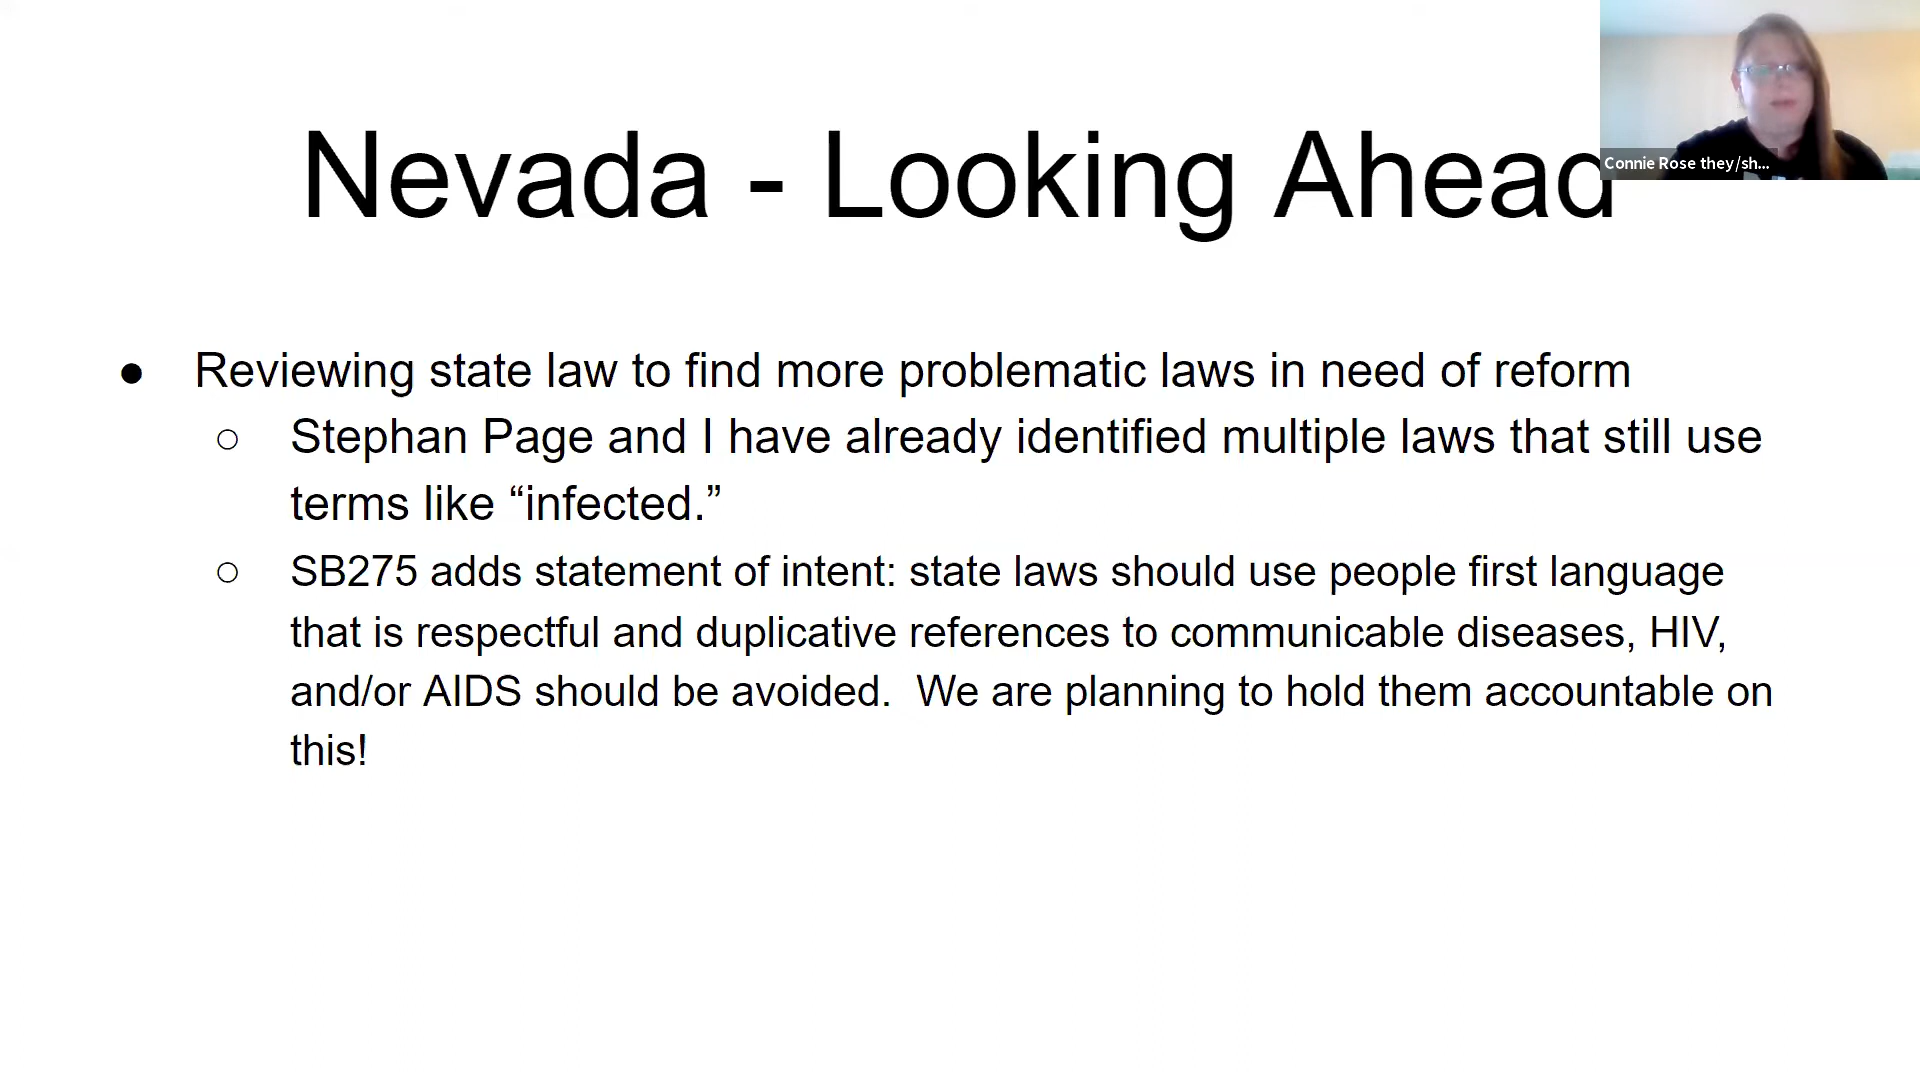 Nevada - Looking Ahead
Connie Rose they/sh...
● Reviewing state law to find more problematic laws in need of reform
○ Stephan Page and I have already identified multiple laws that still use
terms like “infected.”
○ SB275 adds statement of intent: state laws should use people first language
that is respectful and duplicative references to communicable diseases, HIV,
and/or AIDS should be avoided.  We are planning to hold them accountable on
this!